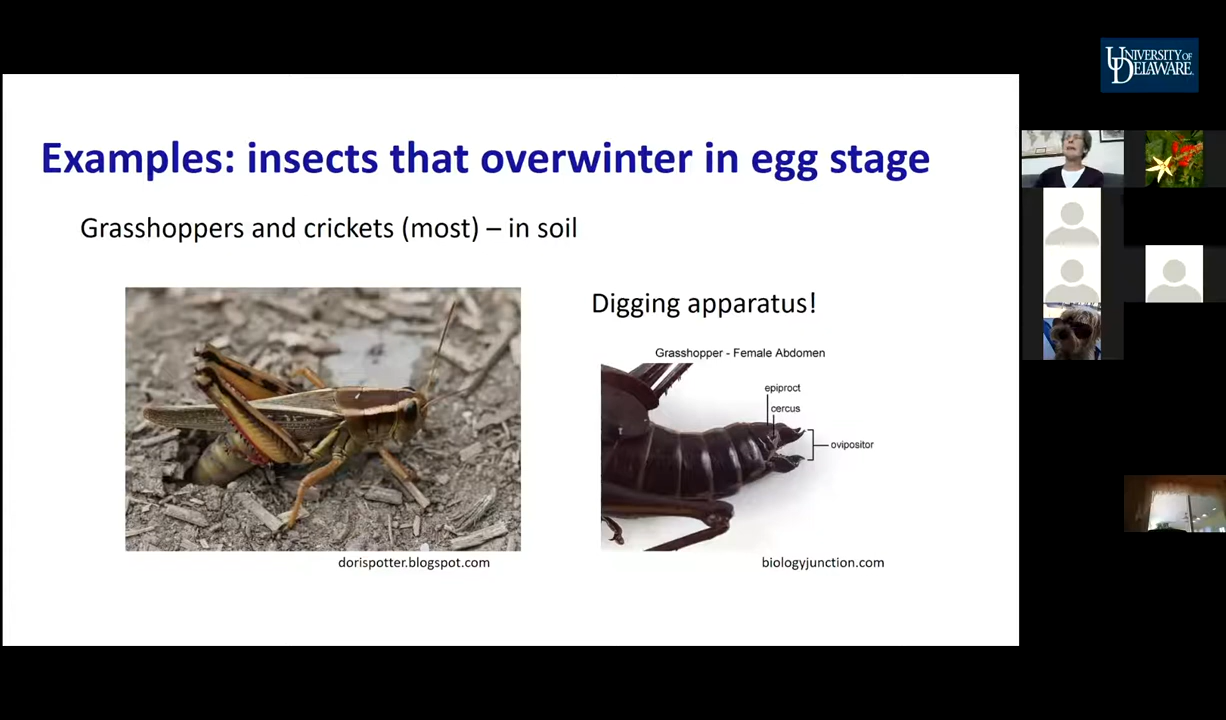 UNIVERSITY OF
DELAWARE
Examples: insects that overwinter in egg stage
Grasshoppers and crickets (most) – in soil
Digging apparatus!
Grasshopper - Female Abdomen
epiproct
cercus
ovipositor
dorispotter.blogspot.com
biologyjunction.com